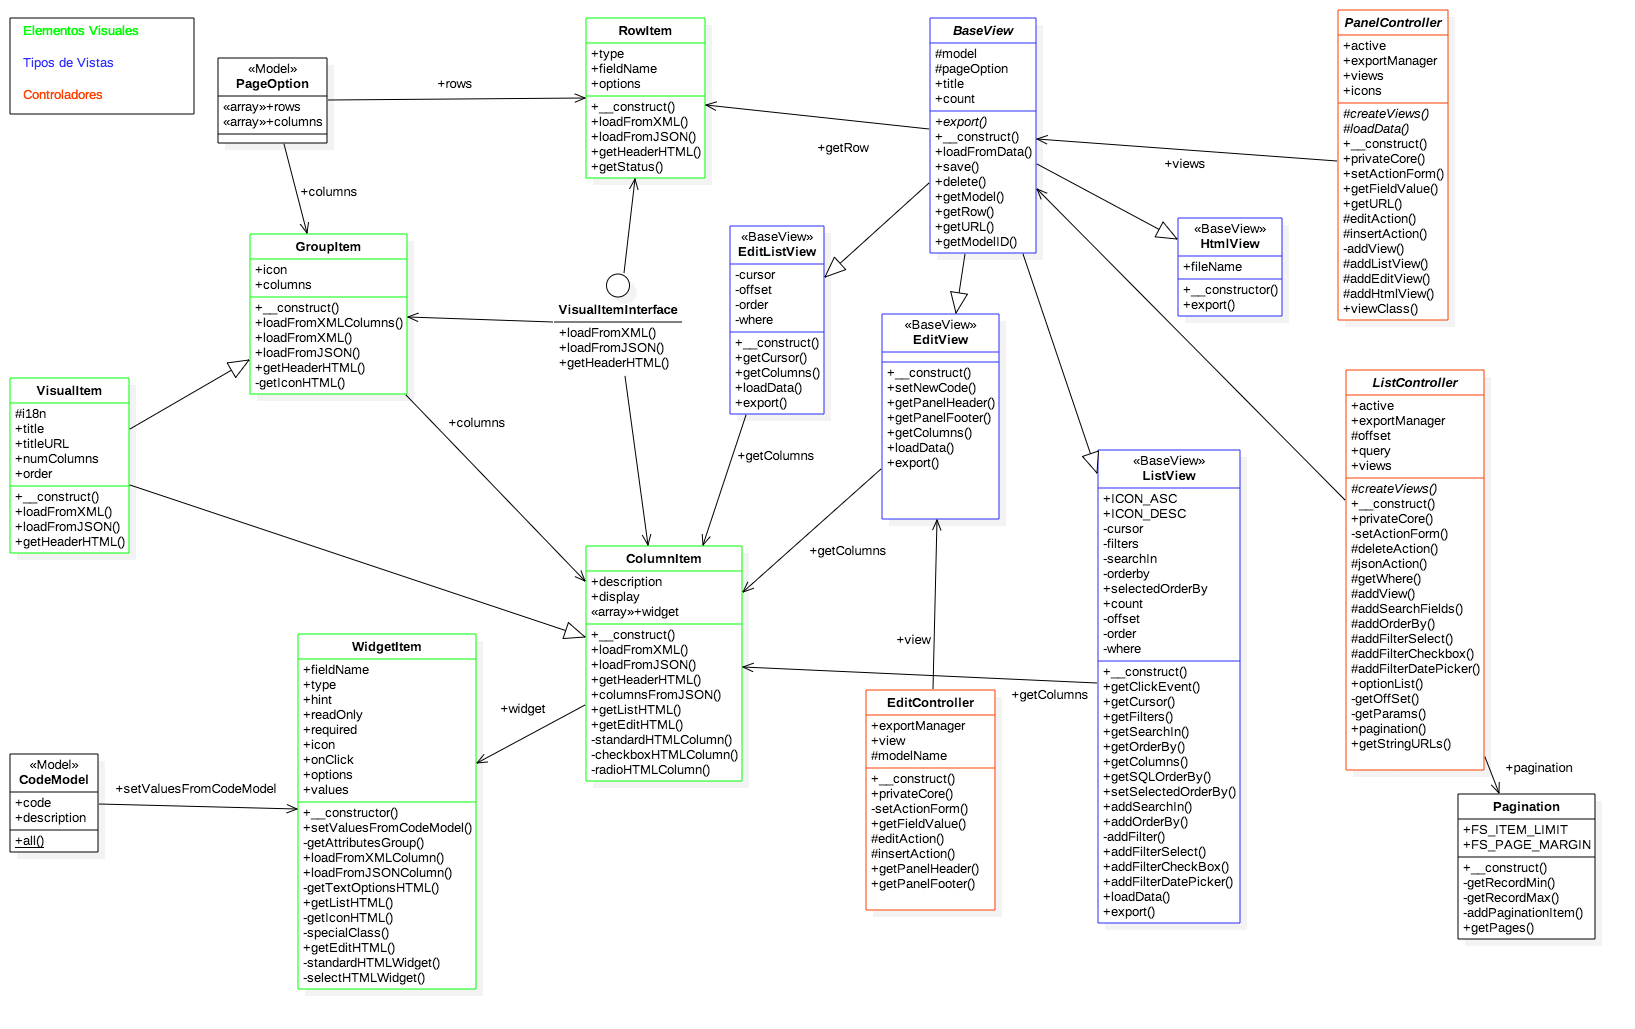 Elementos Visuales
Tipos de Vistas
Controladores
«Model»
PageOption
«array»+rows
«array»+columns
+rows
+columns
RowItem
+type
+fieldName
+options
+__construct()
+loadFromXML()
+loadFromJSON()
+getHeaderHTML()
+getStatus()
+getRow
BaseView
#model
#pageOption
+title
+count
+export()
+__construct()
+loadFromData()
+save()
+delete()
+getModel()
+getRow()
+getURL()
+getModelID()
+views
PanelController
+active
+exportManager
+views
+icons
#createViews()
#loadData()
+__construct()
+privateCore()
+setActionForm()
+getFieldValue()
+getURL()
#editAction()
#insertAction()
-addView()
#addListView()
#addEditView()
#addHtmlView()
+viewClass()
GroupItem
+icon
+columns
+__construct()
+loadFromXMLColumns()
+loadFromXML()
+loadFromJSON()
+getHeaderHTML()
-getIconHTML()
VisualItemInterface
+loadFromXML()
+loadFromJSON()
+getHeaderHTML()
«BaseView»
EditListView
-cursor
-offset
-order
-where
+__construct()
+getCursor()
+getColumns()
+loadData()
+export()
«BaseView»
HtmlView
+fileName
+__constructor()
+export()
«BaseView»
EditView
+__construct()
+setNewCode()
+getPanelHeader()
+getPanelFooter()
+getColumns()
+loadData()
+export()
VisualItem
#i18n
+title
+titleURL
+numColumns
+order
+__construct()
+loadFromXML()
+loadFromJSON()
+getHeaderHTML()
+columns
+getColumns
+getColumns
ListController
+active
+exportManager
#offset
+query
+views
#createViews()
+__construct()
+privateCore()
-setActionForm()
#deleteAction()
#jsonAction()
#getWhere()
#addView()
#addSearchFields()
#addOrderBy()
#addFilterSelect()
#addFilterCheckbox()
#addFilterDatePicker()
+optionList()
-getOffSet()
-getParams()
+pagination()
+getStringURLs()
«BaseView»
ListView
+ICON_ASC
+ICON_DESC
-cursor
-filters
-searchIn
-orderby
+selectedOrderBy
+count
-offset
-order
-where
+__construct()
+getClickEvent()
+getCursor()
+getFilters()
+getSearchIn()
+getOrderBy()
+getColumns()
+getSQLOrderBy()
+setSelectedOrderBy()
+addSearchIn()
+addOrderBy()
-addFilter()
+addFilterSelect()
+addFilterCheckBox()
+addFilterDatePicker()
+loadData()
+export()
ColumnItem
+description
+display
«array»+widget
+__construct()
+loadFromXML()
+loadFromJSON()
+getHeaderHTML()
+columnsFromJSON()
+getListHTML()
+getEditHTML()
-standardHTMLColumn()
-checkboxHTMLColumn()
-radioHTMLColumn()
+widget
+view
+getColumns
WidgetItem
+fieldName
+type
+hint
+readOnly
+required
+icon
+onClick
+options
+values
+__constructor()
+setValuesFromCodeModel()
-getAttributesGroup()
+loadFromXMLColumn()
+loadFromJSONColumn()
-getTextOptionsHTML()
+getListHTML()
-getIconHTML()
-specialClass()
+getEditHTML()
-standardHTMLWidget()
-selectHTMLWidget()
EditController
+exportManager
+view
#modelName
+__construct()
+privateCore()
-setActionForm()
+getFieldValue()
#editAction()
#insertAction()
+getPanelHeader()
+getPanelFooter()
«Model»
CodeModel
+code
+description
+all()
+setValuesFromCodeModel
+pagination
Pagination
+FS_ITEM_LIMIT
+FS_PAGE_MARGIN
+__construct()
-getRecordMin()
-getRecordMax()
-addPaginationItem()
+getPages()